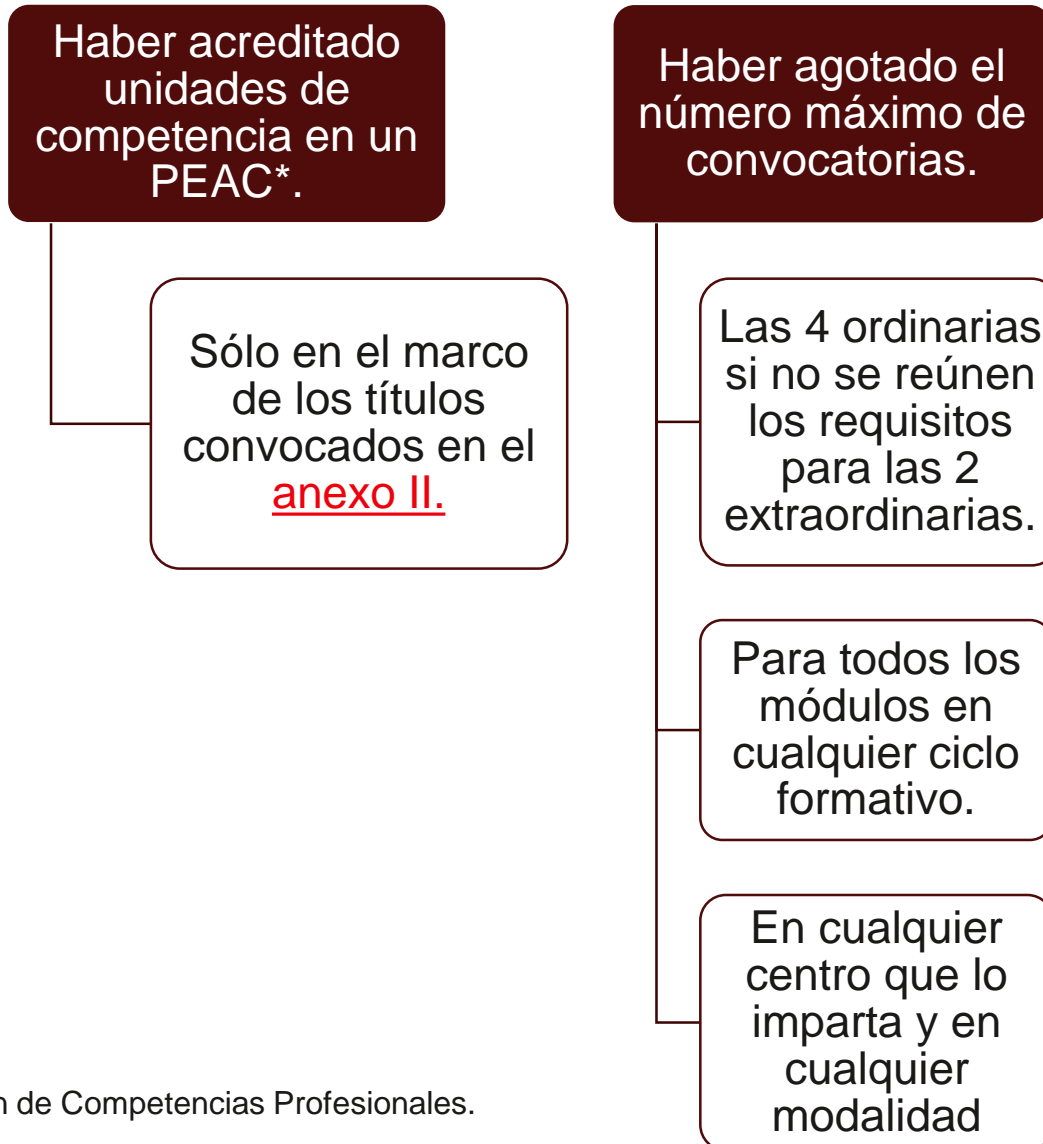 Haber acreditado
unidades de
competencia en un
PEAC*.
Sólo en el marco
de los títulos
convocados en el
anexo II.
Haber agotado el
número máximo de
convocatorias.
Las 4 ordinarias
si no se reúnen
los requisitos
para las 2
extraordinarias.
Para todos los
módulos en
cualquier ciclo
formativo.
En cualquier
centro que lo
imparta y en
cualquier
modalidad
de Competencias Profesionales.